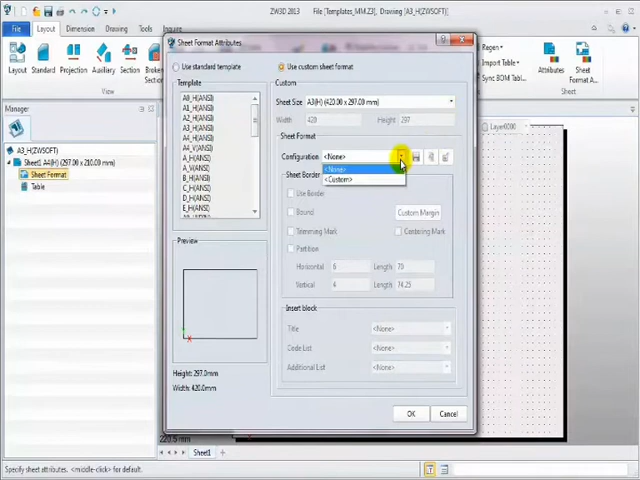 ZW3D 2013 File [Templates_MM.Z3], Drawing [A3_H(ZWSOFT)]
File Layout Dimension Drawing Tools Inquire
Layout Standard Projection Auxiliary Section Broken Section
View
Regen
Sync BOM Table
Attributes Sheet Format A...
Manager
A3_H(ZWSOFT)
Sheet1 A4(H) (297.00 x 210.00 mm)
Sheet Format
Table
Layer0000
Sheet Format Attributes
Use standard template
Use custom sheet format
Template
A0_H(ANSI)
A1_H(ANSI)
A2_H(ANSI)
A3_H(ANSI)
A4_H(ANSI)
A4_V(ANSI)
A_H(ANSI)
A_V(ANSI)
B_H(ANSI)
C_H(ANSI)
D_H(ANSI)
E_H(ANSI)
Preview
Height: 297.0mm
Width: 420.0mm
Custom
Sheet Size A3(H) (420.00 x 297.00 mm)
Width 420 Height 297
Sheet Format
Configuration <None>
<None>
<Custom>
Sheet Border
Use Border
Bound Custom Margin
Trimming Mark Centering Mark
Partition
Horizontal 6 Length 70
Vertical 4 Length 74.25
Insert block
Title <None>
Code List <None>
Additional List <None>
OK Cancel
220.5 mm
Sheet1
Specify sheet attributes. <middle-click> for default.